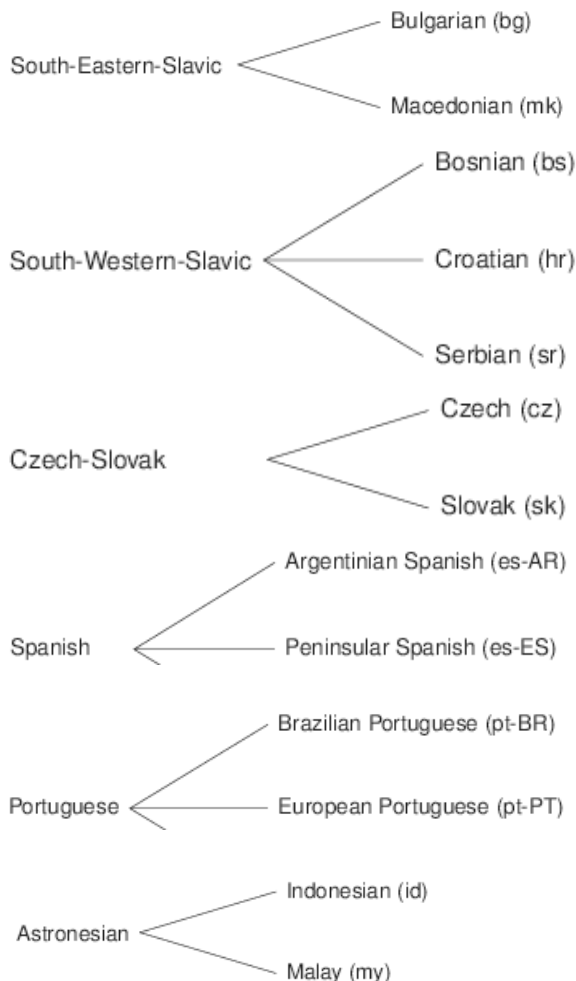 Bulgarian (bg)
South-Eastern-Slavic
Macedonian (mk)
Bosnian (bs)
South-Western-Slavic
Croatian (hr)
Serbian (sr)
Czech (cz)
Czech-Slovak
Slovak (sk)
Argentinian Spanish (es-AR)
Spanish
Peninsular Spanish (es-ES)
Brazilian Portuguese (pt-BR)
Portuguese
European Portuguese (pt-PT)
Indonesian (id)
Astronesian
Malay (my)